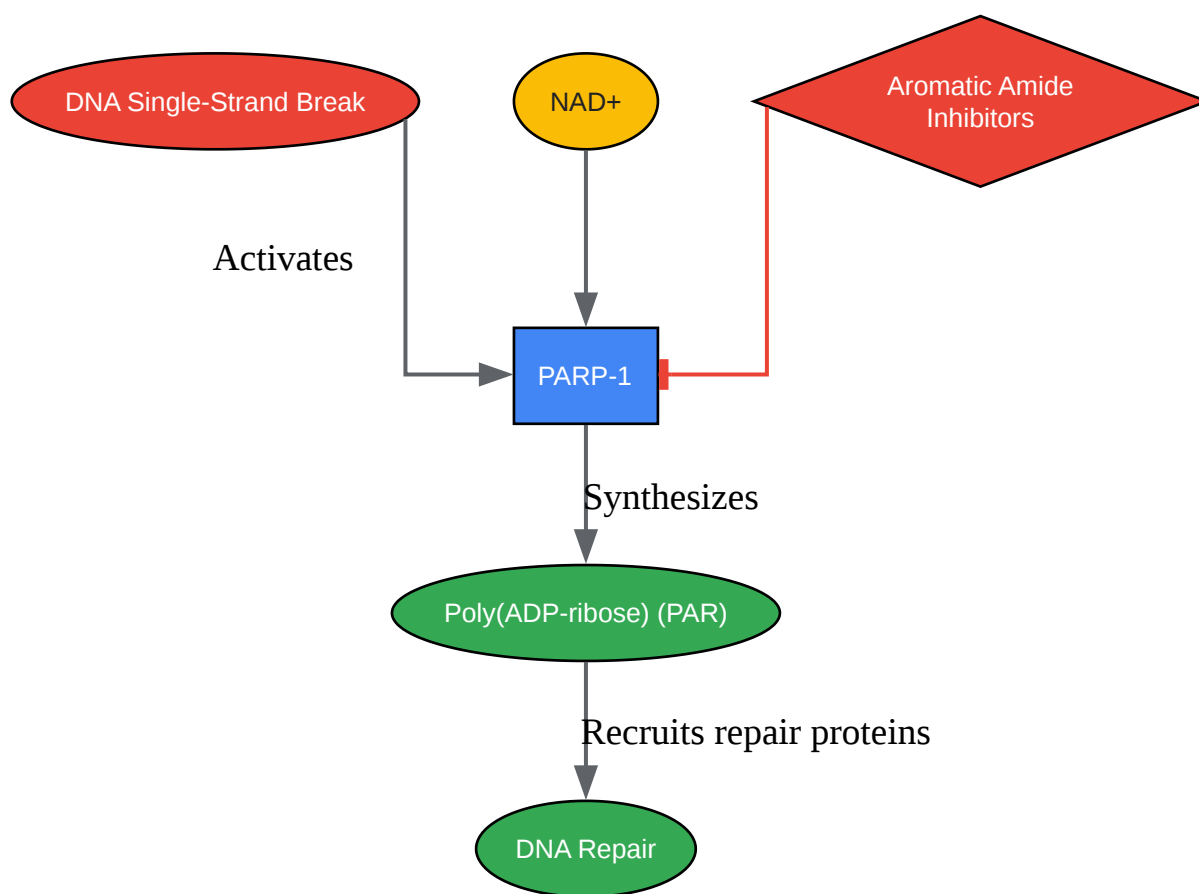 DNA Single-Strand Break
NAD+
Aromatic Amide
Inhibitors
Activates
PARP-1
Synthesizes
Poly(ADP-ribose) (PAR)
Recruits repair proteins
DNA Repair